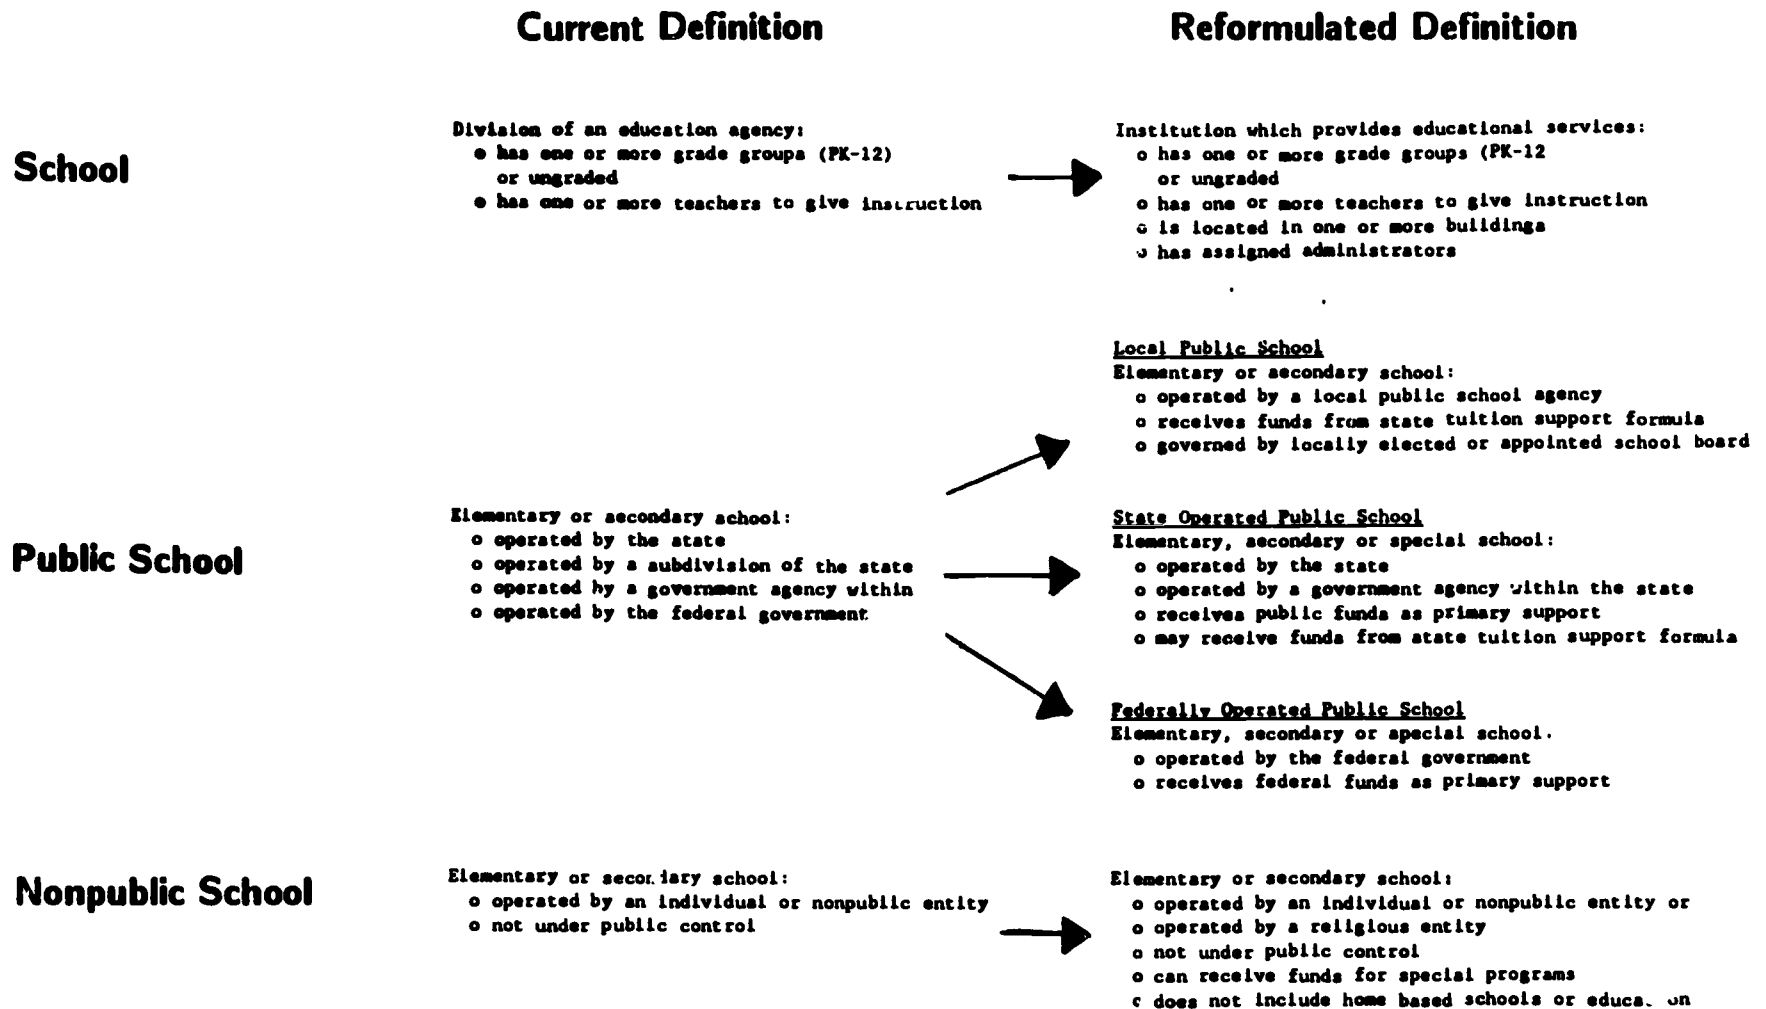 Current Definition
Reformulated Definition
School
Division of an education agency:
● has one or more grade groups (PK-12)
or ungraded
● has one or more teachers to give instruction
Institution which provides educational services:
o has one or more grade groups (PK-12
or ungraded
o has one or more teachers to give instruction
o is located in one or more buildings
o has assigned administrators
Public School
Elementary or secondary school:
o operated by the state
o operated by a subdivision of the state
o operated by a government agency within
o operated by the federal government
Local Public School
Elementary or secondary school:
o operated by a local public school agency
o receives funds from state tuition support formula
o governed by locally elected or appointed school board
State Operated Public School
Elementary, secondary or special school:
o operated by the state
o operated by a government agency within the state
o receives public funds as primary support
o may receive funds from state tuition support formula
Federally Operated Public School
Elementary, secondary or special school.
o operated by the federal government
o receives federal funds as primary support
Nonpublic School
Elementary or secondary school:
o operated by an individual or nonpublic entity
o not under public control
Elementary or secondary school:
o operated by an individual or nonpublic entity or
o operated by a religious entity
o not under public control
o can receive funds for special programs
o does not include home based schools or